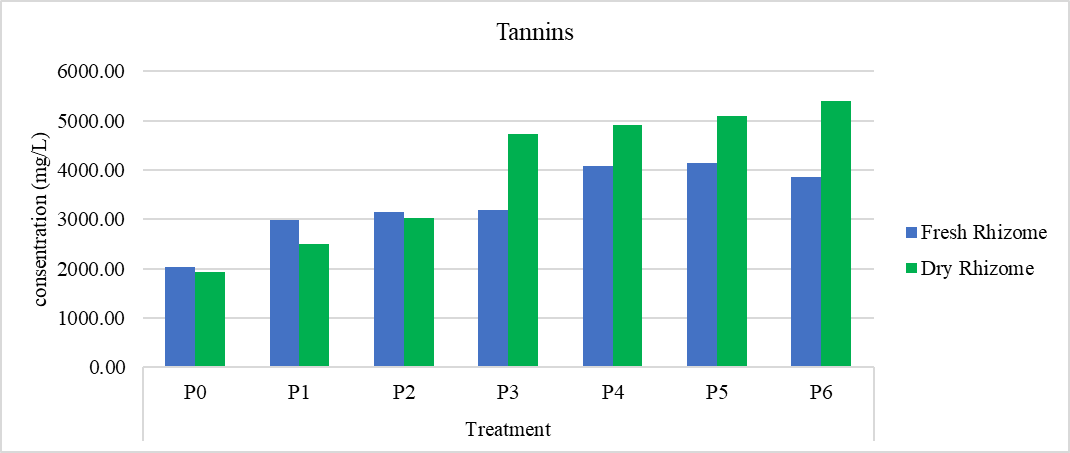 Tannins
6000.00
5000.00
4000.00
3000.00
2000.00
1000.00
0.00
consentration (mg/L)
P0 P1 P2 P3 P4 P5 P6
Treatment
Fresh Rhizome
Dry Rhizome